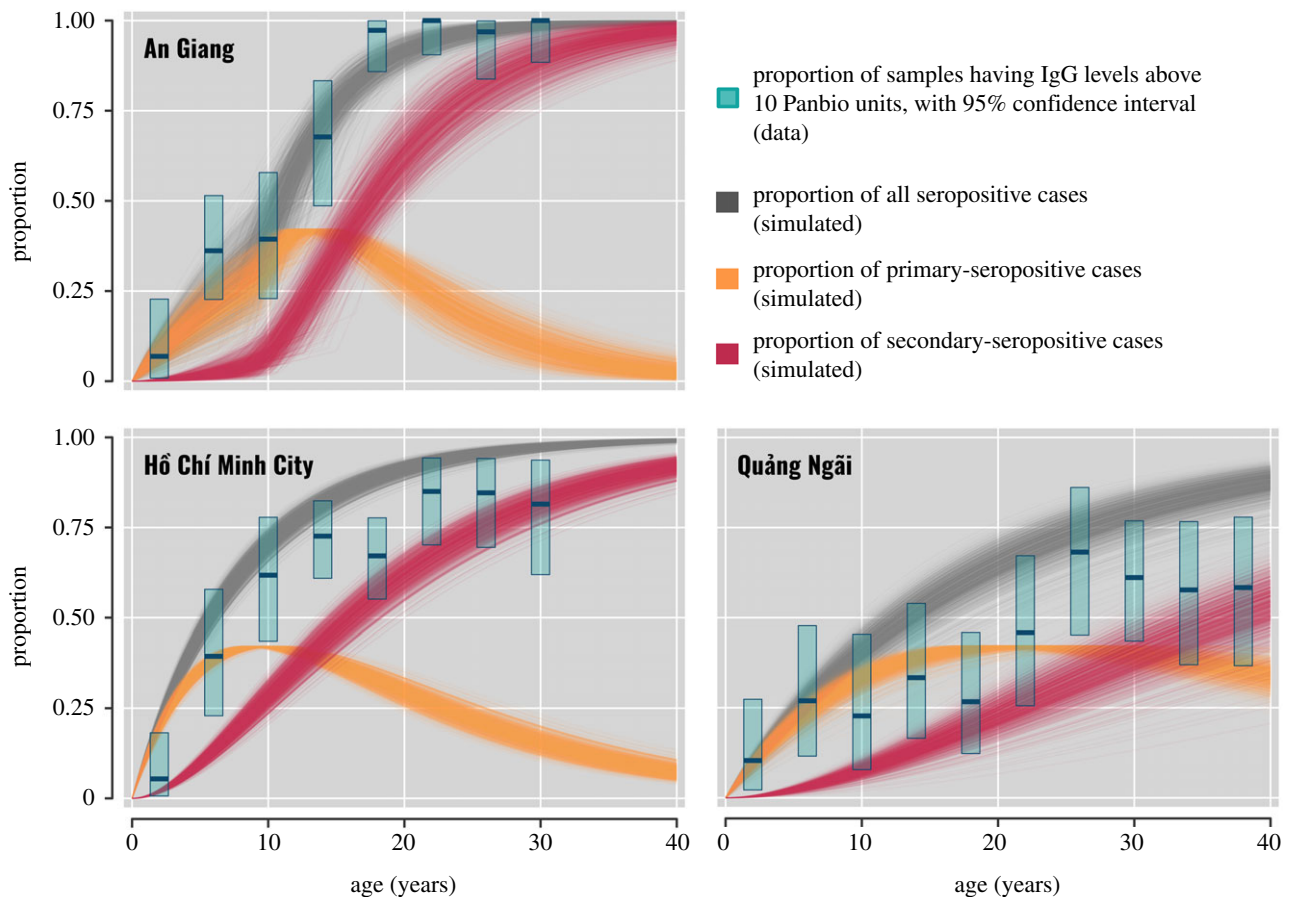 1.00
An Giang
0.75
0.50
0.25
0
proportion
proportion of samples having IgG levels above
10 Panbio units, with 95% confidence interval
(data)
proportion of all seropositive cases
(simulated)
proportion of primary-seropositive cases
(simulated)
proportion of secondary-seropositive cases
(simulated)
1.00
Hồ Chí Minh City
0.75
0.50
0.25
0
proportion
0 10 20 30 40
age (years)
Quảng Ngãi
0 10 20 30 40
age (years)